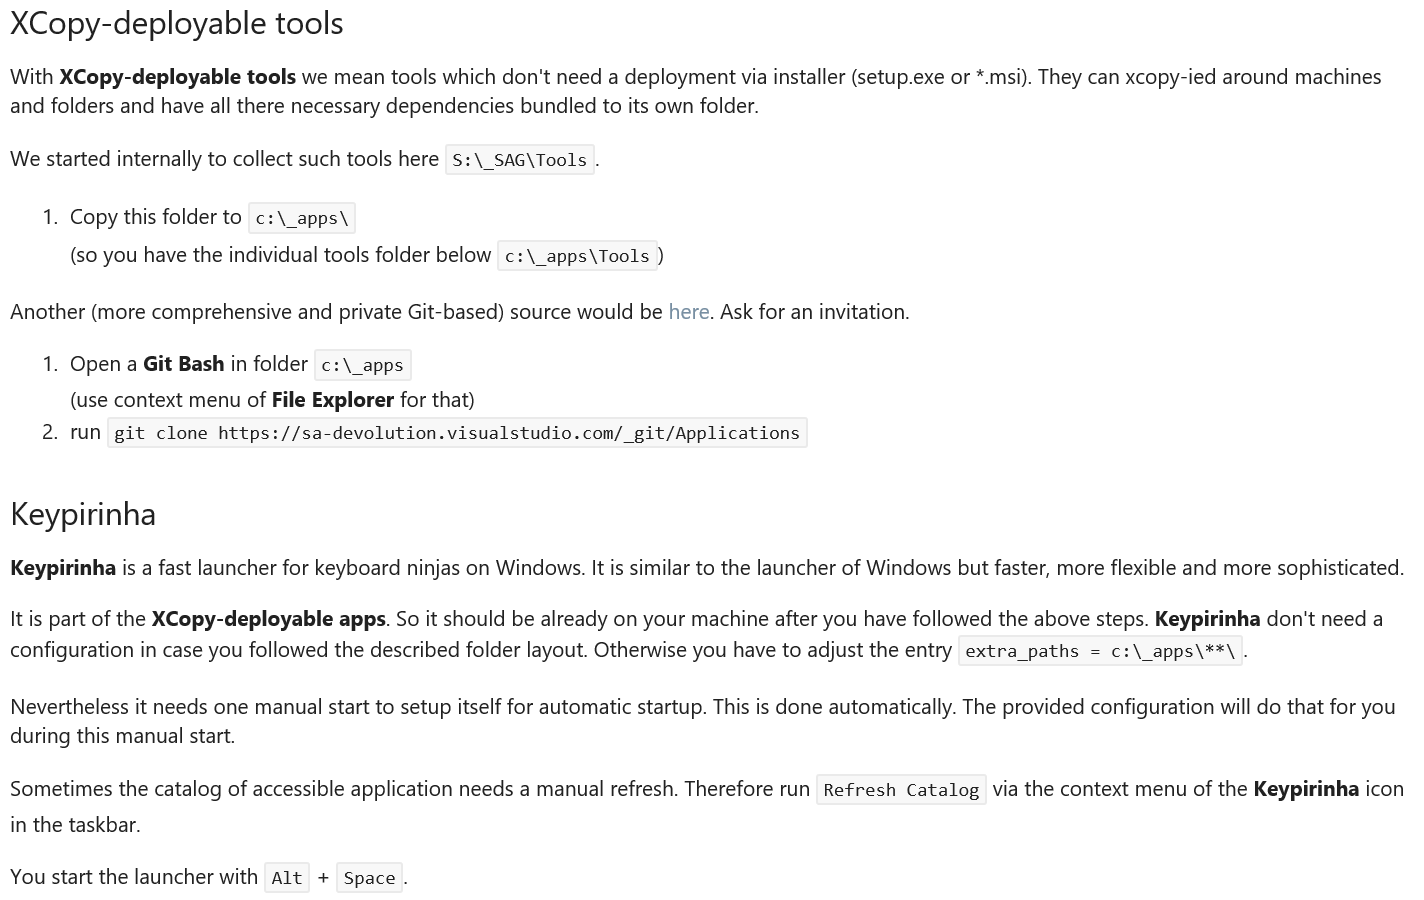 XCopy-deployable tools
With XCopy-deployable tools we mean tools which don't need a deployment via installer (setup.exe or *.msi). They can xcopy-ied around machines
and folders and have all there necessary dependencies bundled to its own folder.
We started internally to collect such tools here S:\_SAG\Tools.
1. Copy this folder to c:\_apps\
(so you have the individual tools folder below c:\_apps\Tools)
Another (more comprehensive and private Git-based) source would be here. Ask for an invitation.
1. Open a Git Bash in folder c:\_apps
(use context menu of File Explorer for that)
2. run git clone https://sa-devolution.visualstudio.com/_git/Applications
Keypirinha
Keypirinha is a fast launcher for keyboard ninjas on Windows. It is similar to the launcher of Windows but faster, more flexible and more sophisticated.
It is part of the XCopy-deployable apps. So it should be already on your machine after you have followed the above steps. Keypirinha don't need a
configuration in case you followed the described folder layout. Otherwise you have to adjust the entry extra_paths = c:\_apps\**\.
Nevertheless it needs one manual start to setup itself for automatic startup. This is done automatically. The provided configuration will do that for you
during this manual start.
Sometimes the catalog of accessible application needs a manual refresh. Therefore run Refresh Catalog via the context menu of the Keypirinha icon
in the taskbar.
You start the launcher with Alt + Space.